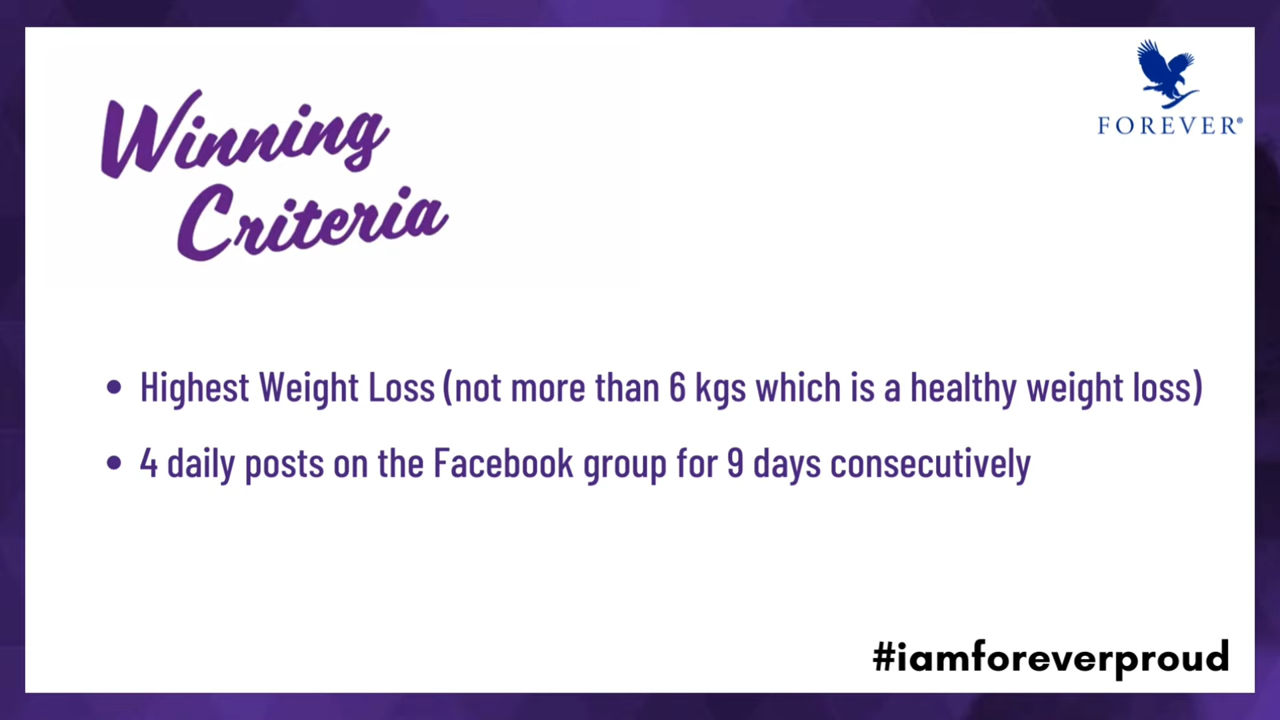 Winning
Criteria
FOREVER®
• Highest Weight Loss (not more than 6 kgs which is a healthy weight loss)
• 4 daily posts on the Facebook group for 9 days consecutively
#iamforeverproud